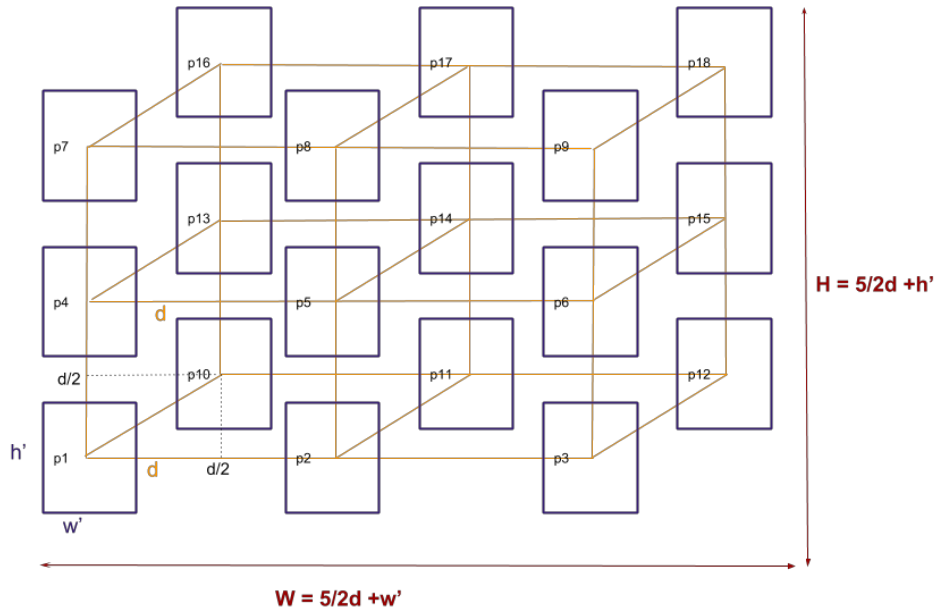 p16
p17
p18
p7
p8
p9
p13
p14
p15
H = 5/2d +h’
p4
p5
p6
d
d/2
p10
p11
p12
h’
p1
d
d/2
p2
p3
w’
W = 5/2d +w’